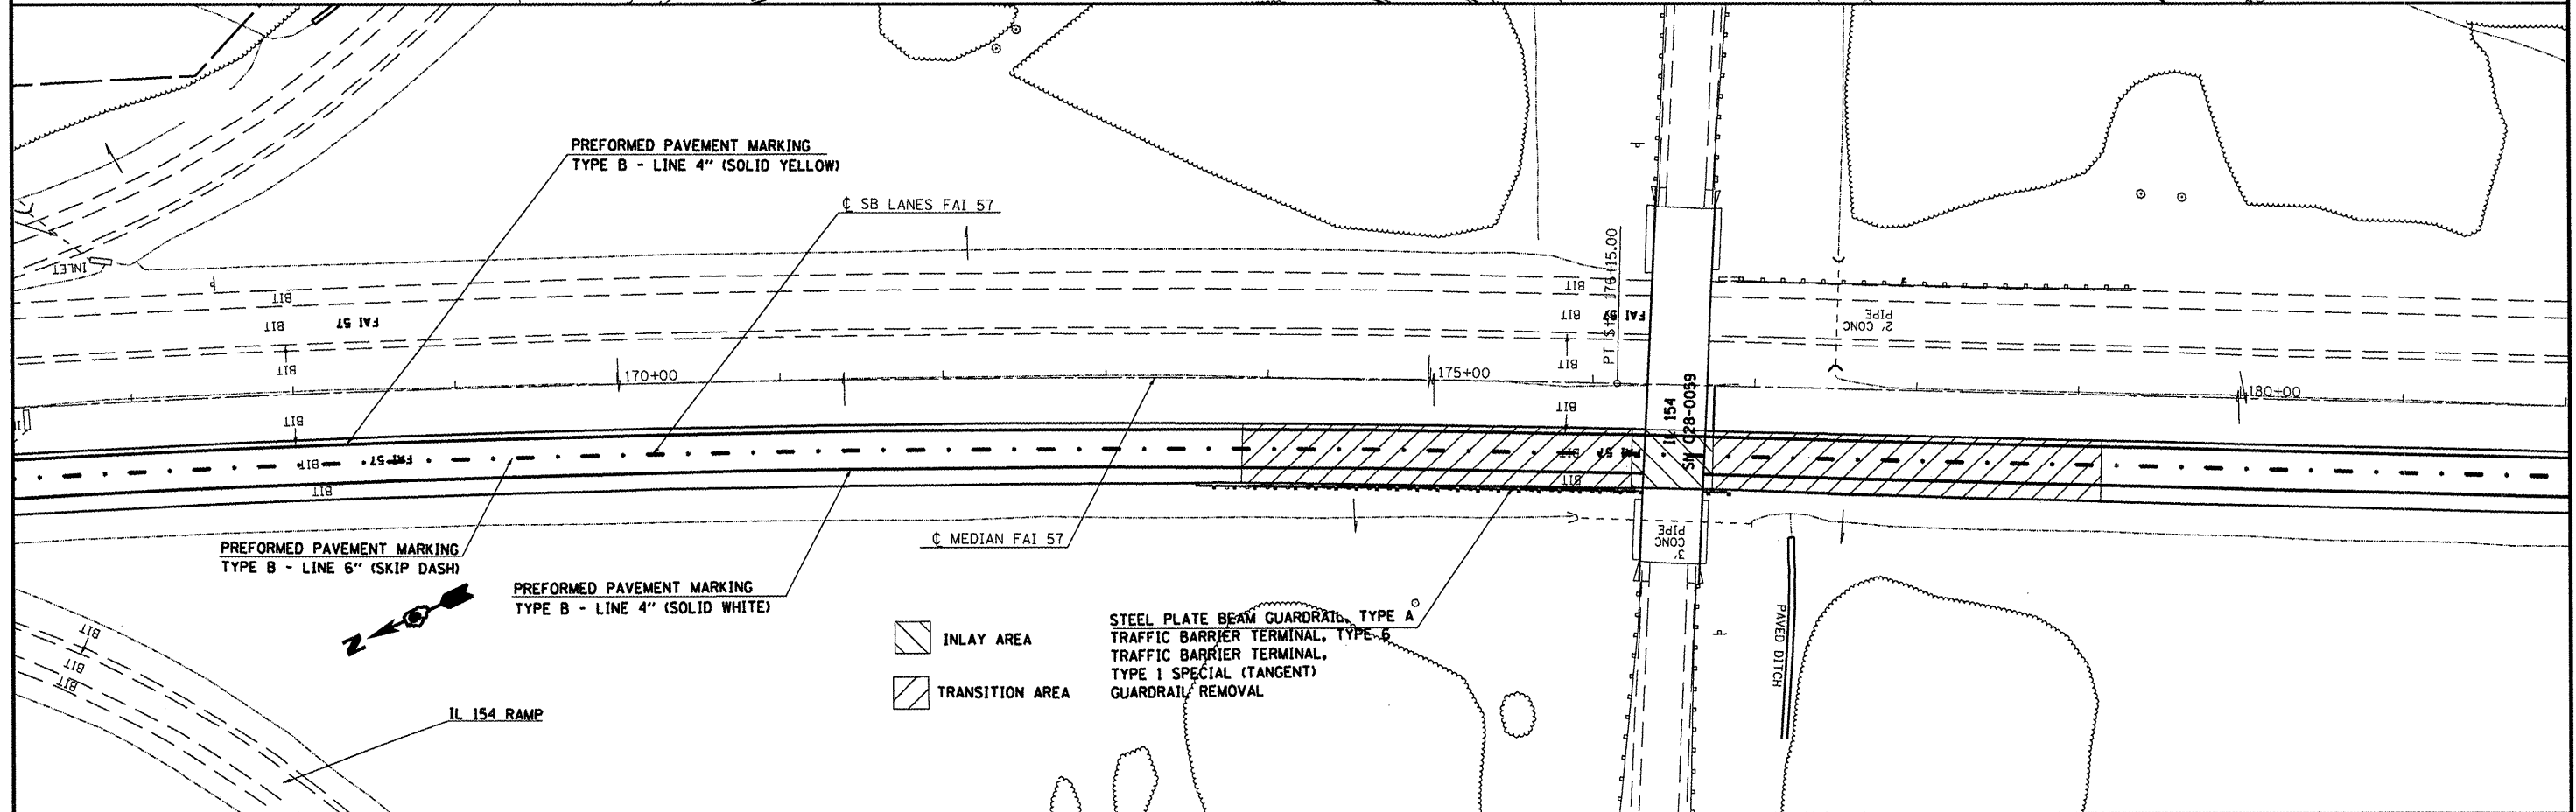 PREFORMED PAVEMENT MARKING
TYPE B - LINE 4" (SOLID YELLOW)
℄ SB LANES FAI 57
INLET
BIT
BIT
FAI 57
BIT
BIT
170+00
175+00
180+00
BIT
BIT
FAI 57
BIT
PT Sta 176+15.00
2' CONC
PIPE
IL 154
SN 028-0059
BIT
BIT
FAI 57
BIT
BIT
BIT
FAI 57
BIT
3'
CONC
PIPE
℄ MEDIAN FAI 57
PREFORMED PAVEMENT MARKING
TYPE B - LINE 6" (SKIP DASH)
N
PREFORMED PAVEMENT MARKING
TYPE B - LINE 4" (SOLID WHITE)
INLAY AREA
TRANSITION AREA
STEEL PLATE BEAM GUARDRAIL, TYPE A
TRAFFIC BARRIER TERMINAL, TYPE 6
TRAFFIC BARRIER TERMINAL,
TYPE 1 SPECIAL (TANGENT)
GUARDRAIL REMOVAL
PAVED DITCH
BIT
BIT
BIT
IL 154 RAMP